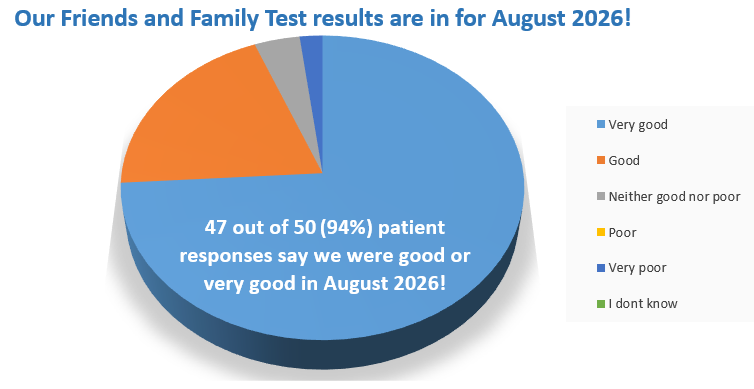 Our Friends and Family Test results are in for August 2026!
47 out of 50 (94%) patient
responses say we were good or
very good in August 2026!
Very good
Good
Neither good nor poor
Poor
Very poor
I dont know